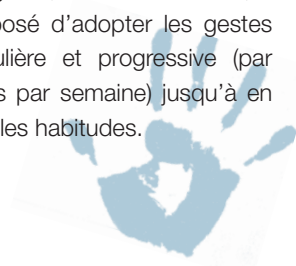 posé d'adopter les gestes
ulière et progressive (par
s par semaine) jusqu'à en
les habitudes.